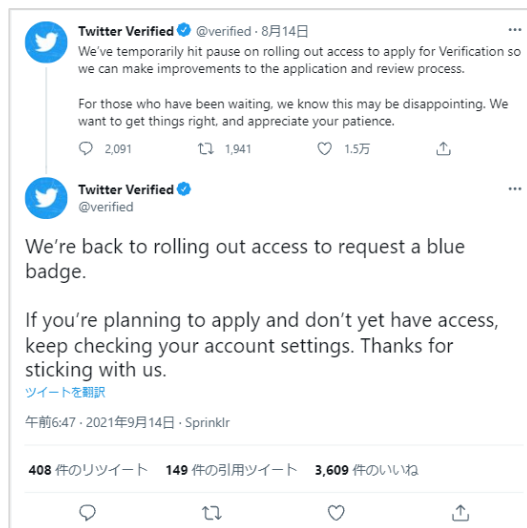 Twitter Verified @verified · 8月14日
We've temporarily hit pause on rolling out access to apply for Verification so
we can make improvements to the application and review process.
For those who have been waiting, we know this may be disappointing. We
want to get things right, and appreciate your patience.
2,091 1,941 1.5万
Twitter Verified
@verified
We're back to rolling out access to request a blue
badge.
If you're planning to apply and don't yet have access,
keep checking your account settings. Thanks for
sticking with us.
ツイートを翻訳
午前6:47 · 2021年9月14日 · Sprinklr
408 件のリツイート 149 件の引用ツイート 3,609 件のいいね